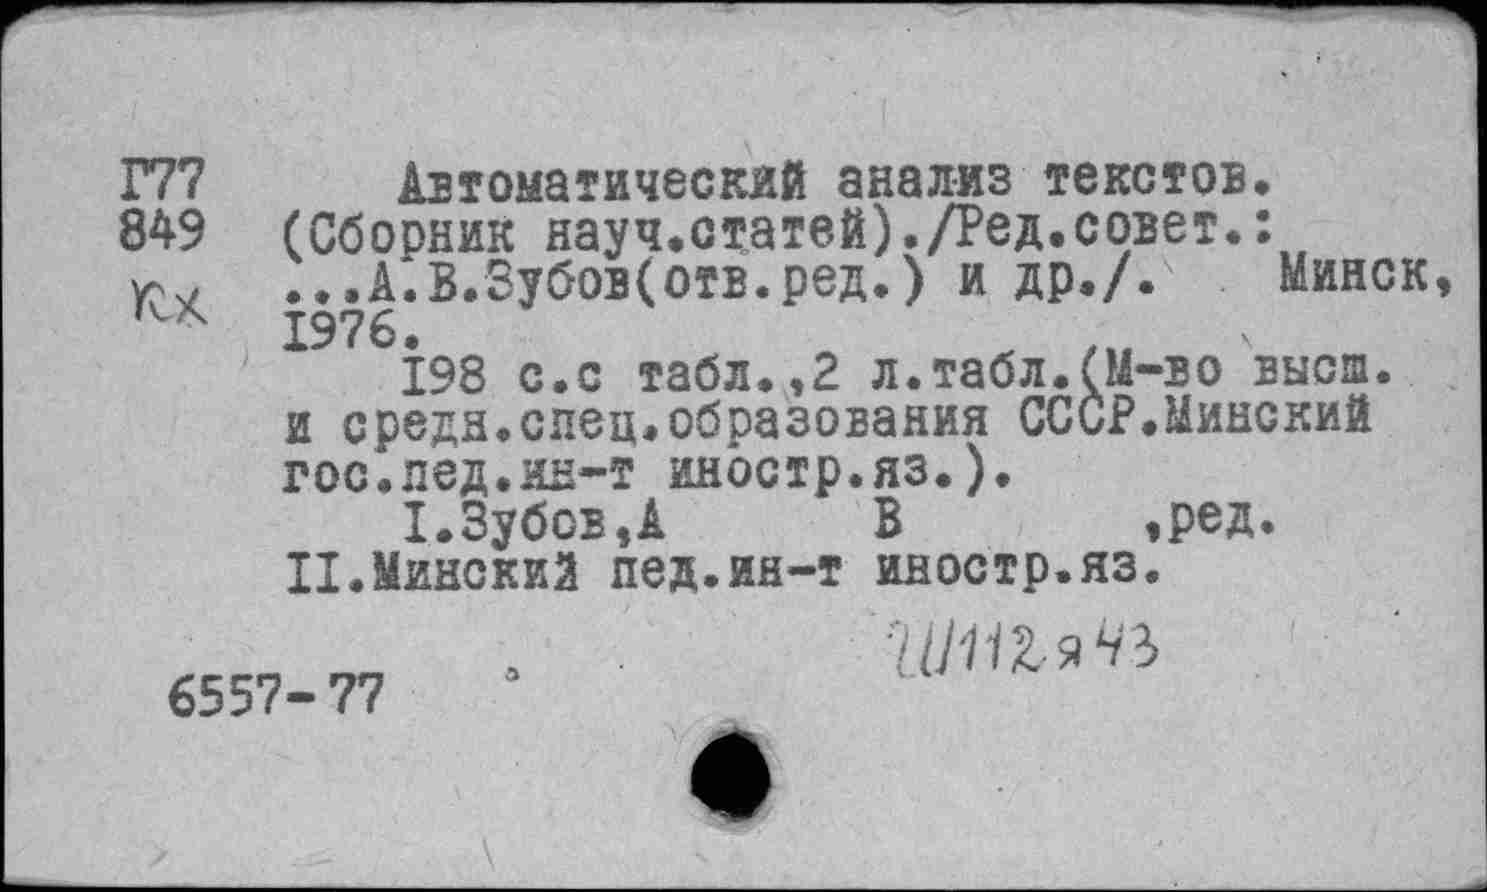 Г77 Автоматический анализ текстов.
849 (Сборник науч.статей)./Ред.совет.:
Кх ...А.В.Зубов(отв.ред.) и др./. Минск,
1976.
198 с.с табл.,2 л.табл.(М-во высш.
и средн.спец.образования СССР.Минский
гос.пед.ин-т иностр.яз.).
I.Зубов,А В ,ред.
II.Минский пед.ин-т иностр.яз.
6557-77